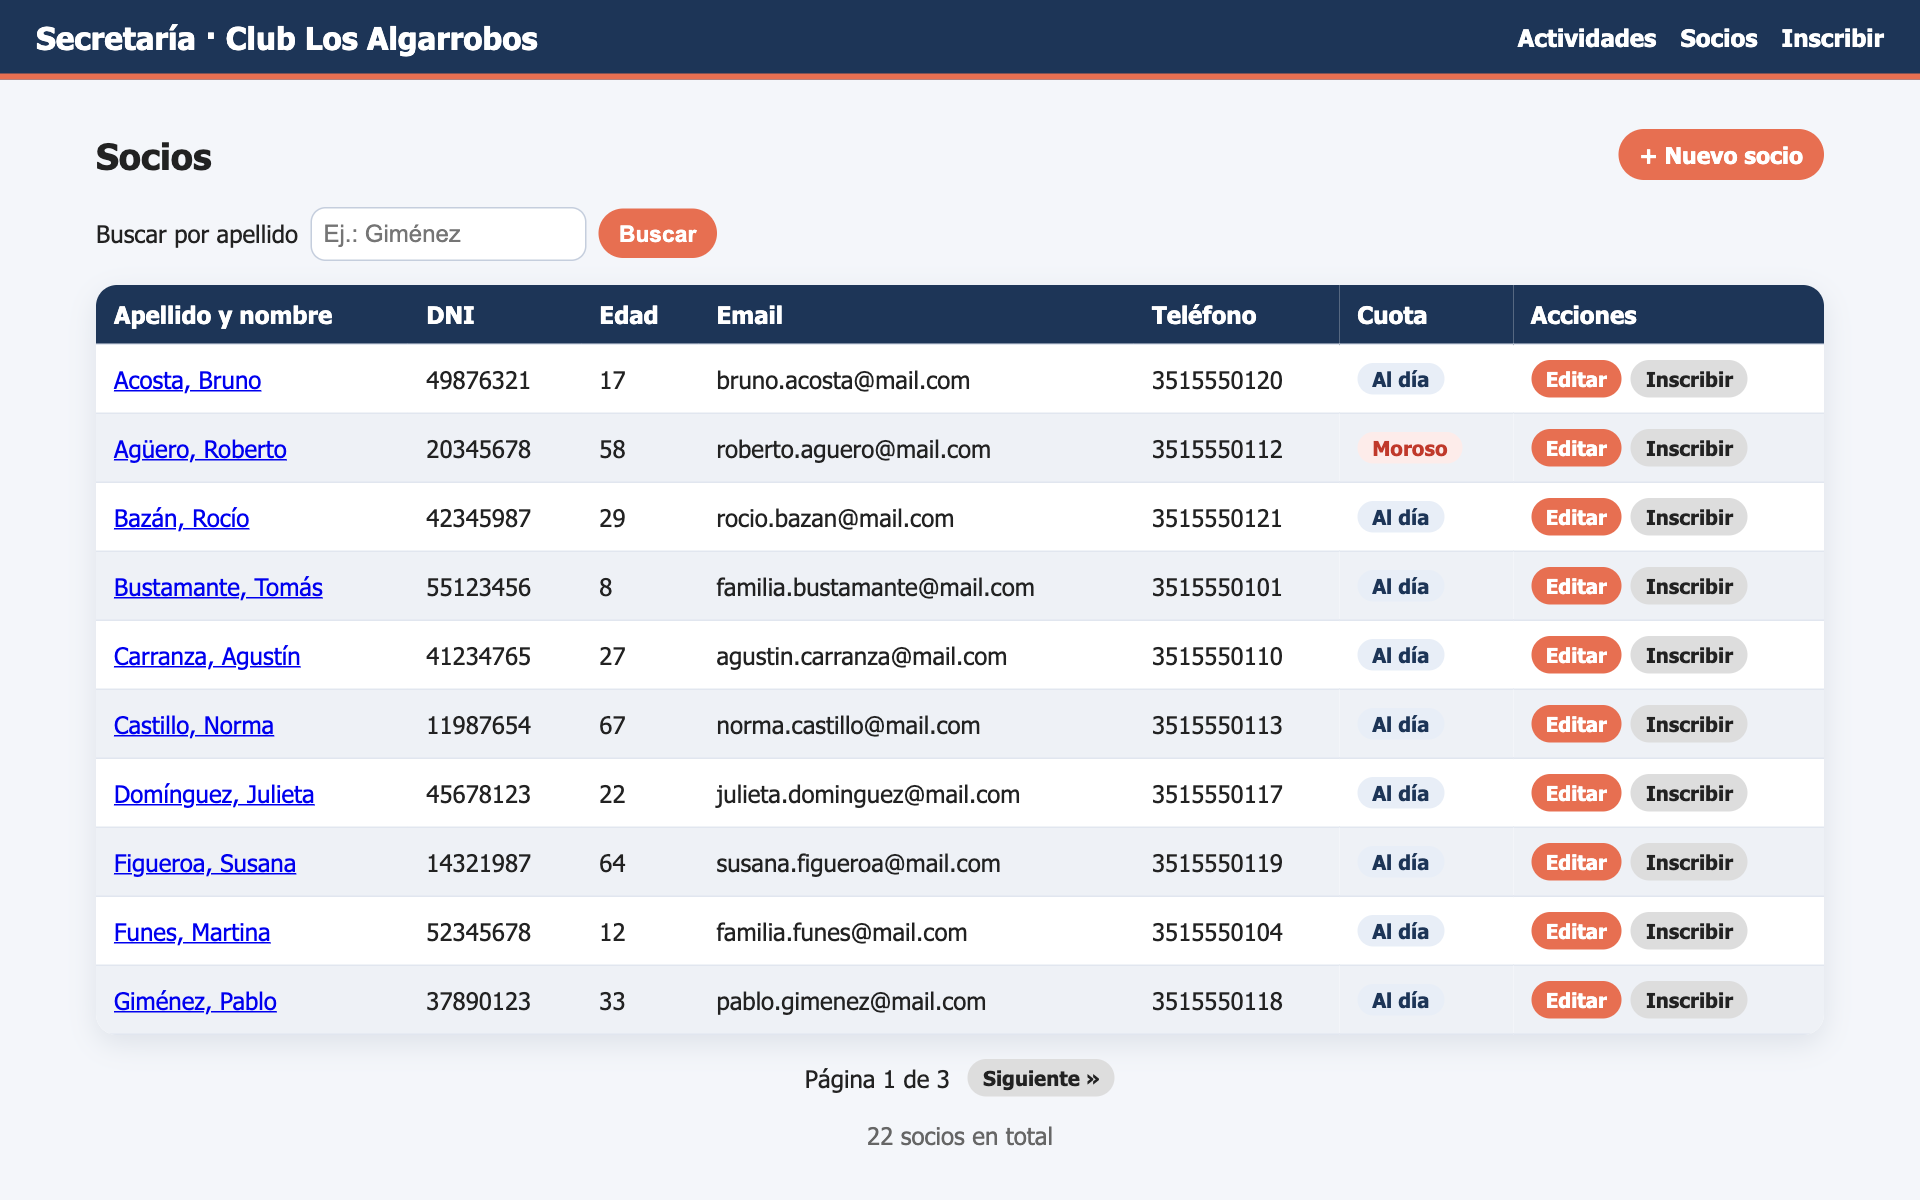 Secretaría · Club Los Algarrobos Actividades Socios Inscribir
Socios + Nuevo socio
Buscar por apellido Ej.: Giménez Buscar
Apellido y nombre DNI Edad Email Teléfono Cuota Acciones
Acosta, Bruno 49876321 17 bruno.acosta@mail.com 3515550120 Al día Editar Inscribir
Agüero, Roberto 20345678 58 roberto.aguero@mail.com 3515550112 Moroso Editar Inscribir
Bazán, Rocío 42345987 29 rocio.bazan@mail.com 3515550121 Al día Editar Inscribir
Bustamante, Tomás 55123456 8 familia.bustamante@mail.com 3515550101 Al día Editar Inscribir
Carranza, Agustín 41234765 27 agustin.carranza@mail.com 3515550110 Al día Editar Inscribir
Castillo, Norma 11987654 67 norma.castillo@mail.com 3515550113 Al día Editar Inscribir
Domínguez, Julieta 45678123 22 julieta.dominguez@mail.com 3515550117 Al día Editar Inscribir
Figueroa, Susana 14321987 64 susana.figueroa@mail.com 3515550119 Al día Editar Inscribir
Funes, Martina 52345678 12 familia.funes@mail.com 3515550104 Al día Editar Inscribir
Giménez, Pablo 37890123 33 pablo.gimenez@mail.com 3515550118 Al día Editar Inscribir
Página 1 de 3 Siguiente »
22 socios en total